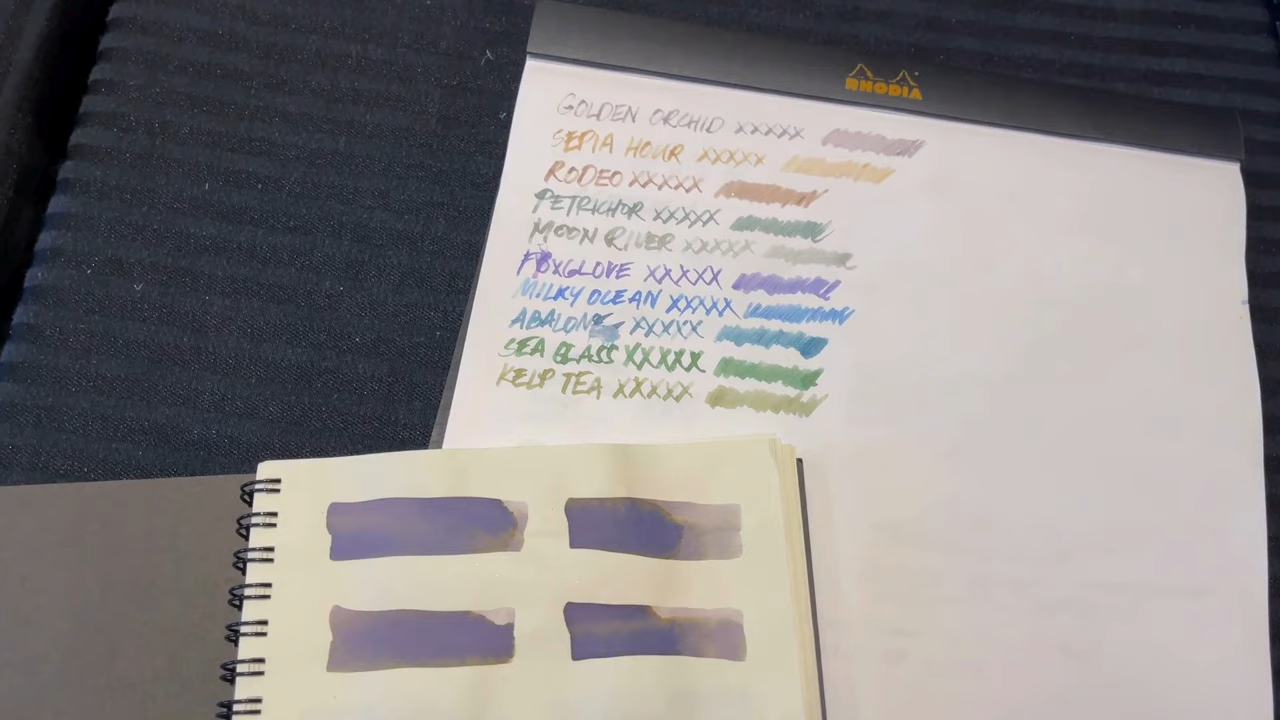 RHODIA
GOLDEN ORCHID XXXXX
SEPIA HOUR XXXXX
RODEO XXXXX
PETRICHOR XXXXX
MOON RIVER XXXXX
FOXGLOVE XXXXX
MILKY OCEAN XXXXX
ABALONE XXXXX
SEA GLASS XXXXX
KELP TEA XXXXX